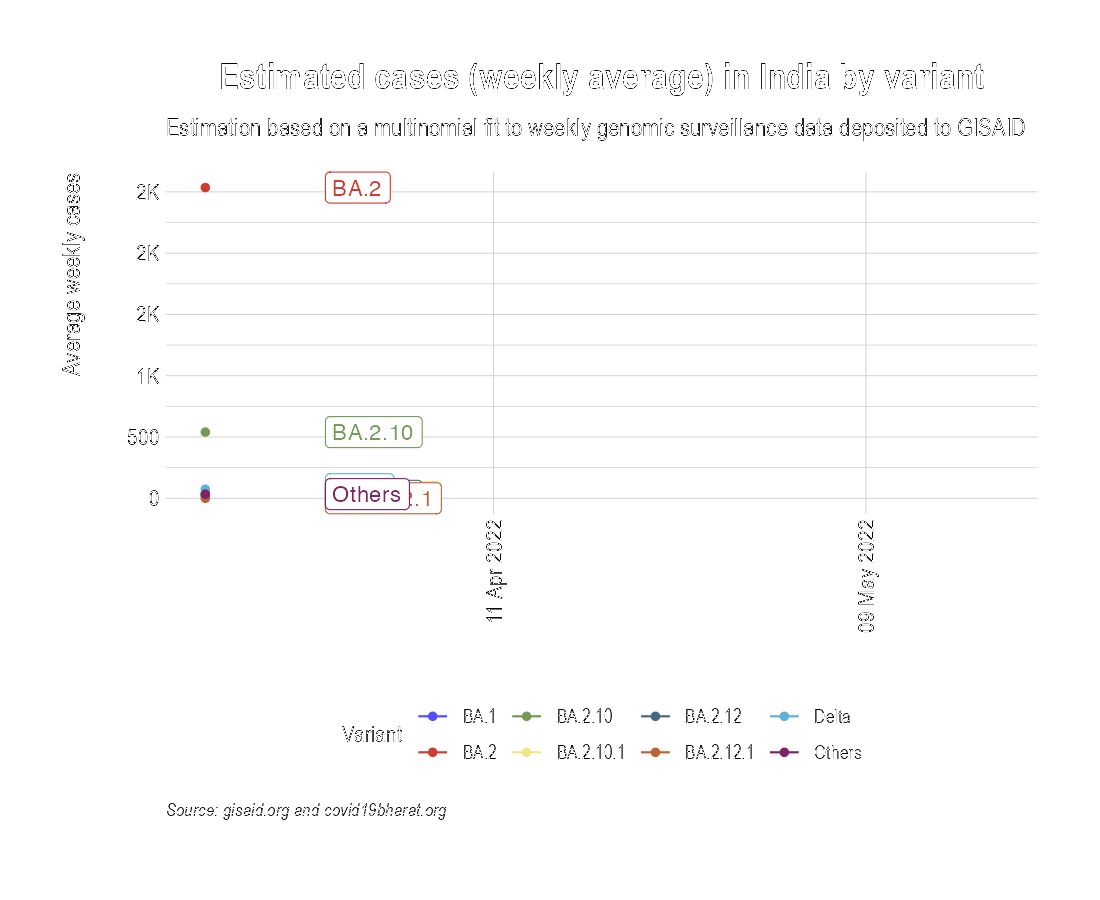 Estimated cases (weekly average) in India by variant
Estimation based on a multinomial fit to weekly genomic surveillance data deposited to GISAID
Average weekly cases
2K
2K
2K
1K
500
0
BA.2
BA.2.10
Others
2.1
11 Apr 2022
09 May 2022
Variant
BA.1
BA.2.10
BA.2.12
Delta
BA.2
BA.2.10.1
BA.2.12.1
Others
Source: gisaid.org and covid19bharat.org